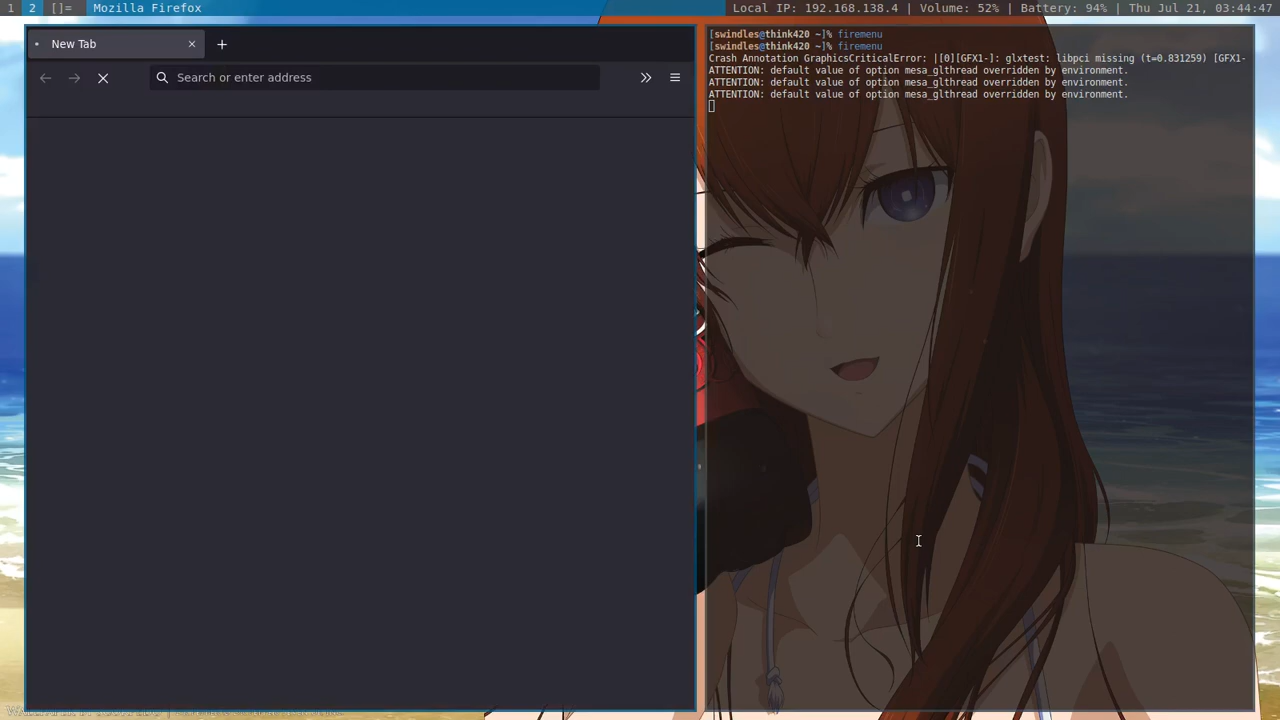 1 2 []= Mozilla Firefox Local IP: 192.168.138.4 | Volume: 52% | Battery: 94% | Thu Jul 21, 03:44:47
New Tab
Search or enter address
[swindles@think420 ~]% firemenu
[swindles@think420 ~]% firemenu
Crash Annotation GraphicsCriticalError: |[0][GFX1-]: glxtest: libpci missing (t=0.831259) [GFX1-
ATTENTION: default value of option mesa_glthread overridden by environment.
ATTENTION: default value of option mesa_glthread overridden by environment.
ATTENTION: default value of option mesa_glthread overridden by environment.